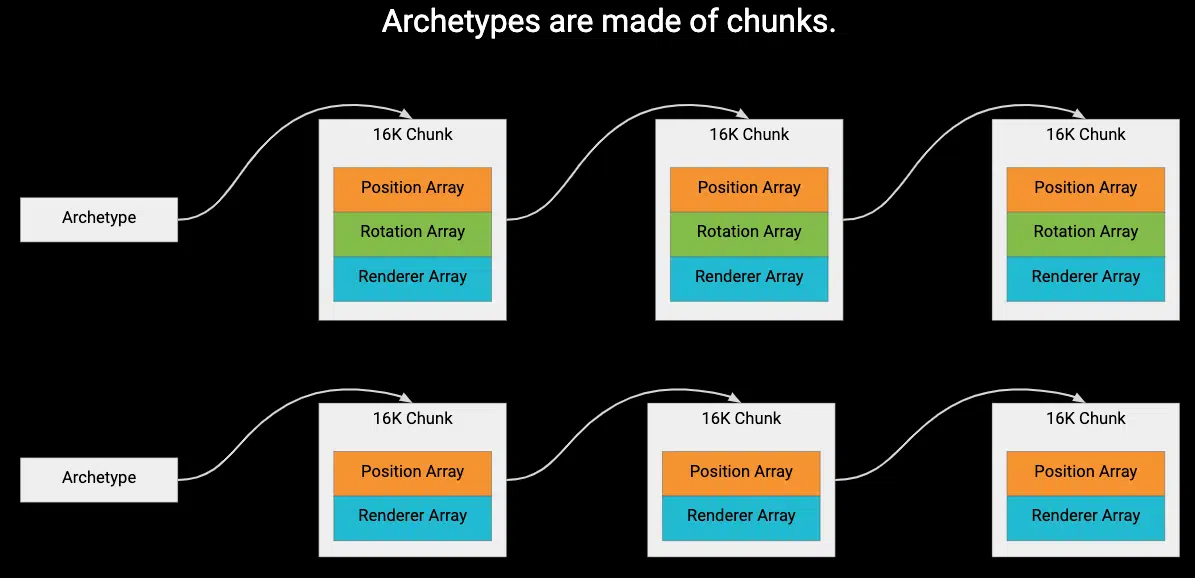 Archetypes are made of chunks.
16K Chunk
16K Chunk
16K Chunk
Position Array
Position Array
Position Array
Archetype
Rotation Array
Rotation Array
Rotation Array
Renderer Array
Renderer Array
Renderer Array
16K Chunk
16K Chunk
16K Chunk
Position Array
Position Array
Position Array
Archetype
Renderer Array
Renderer Array
Renderer Array